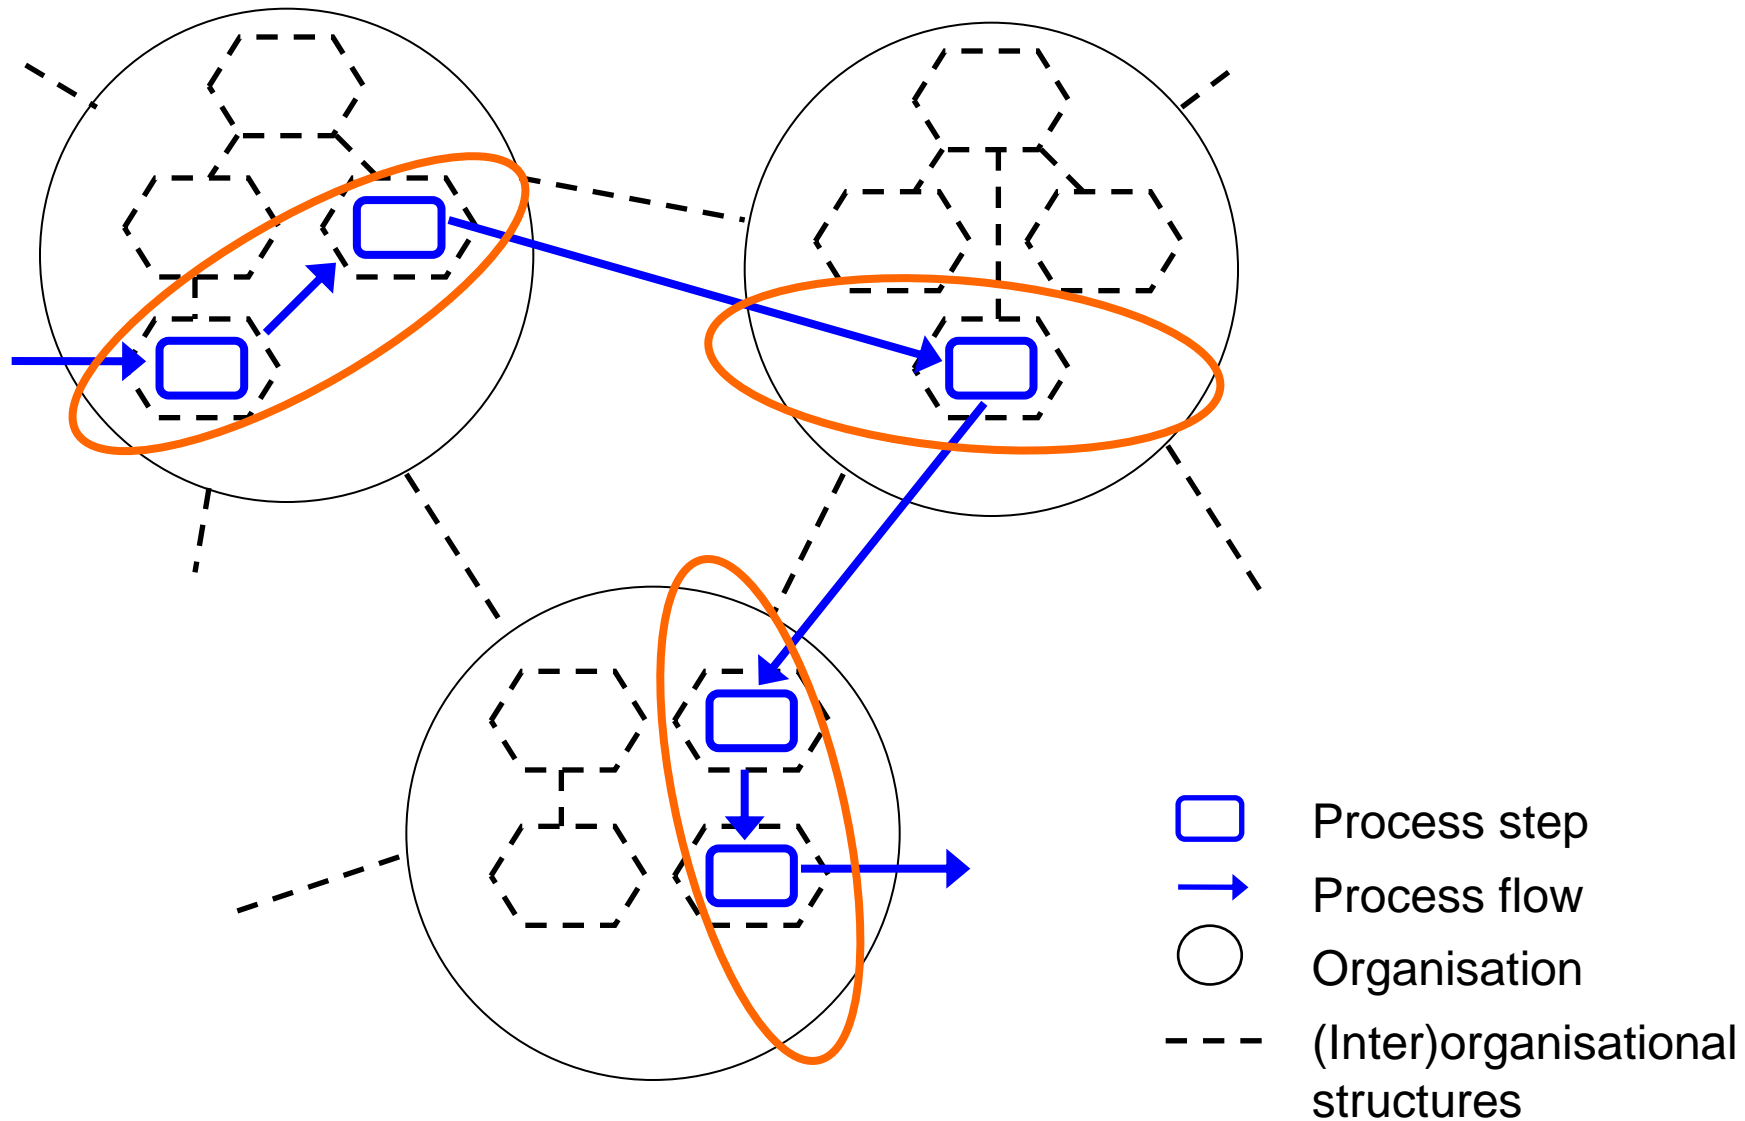 Process step
Process flow
Organisation
(Inter)organisational
structures